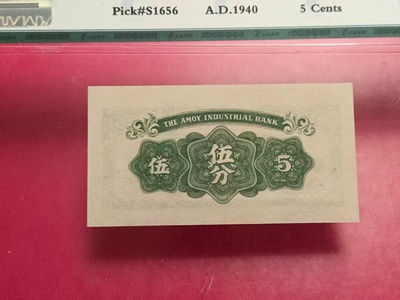 Pick#S1656 A.D.1940 5 Cents
THE AMOY INDUSTRIAL BANK
伍 伍分 5